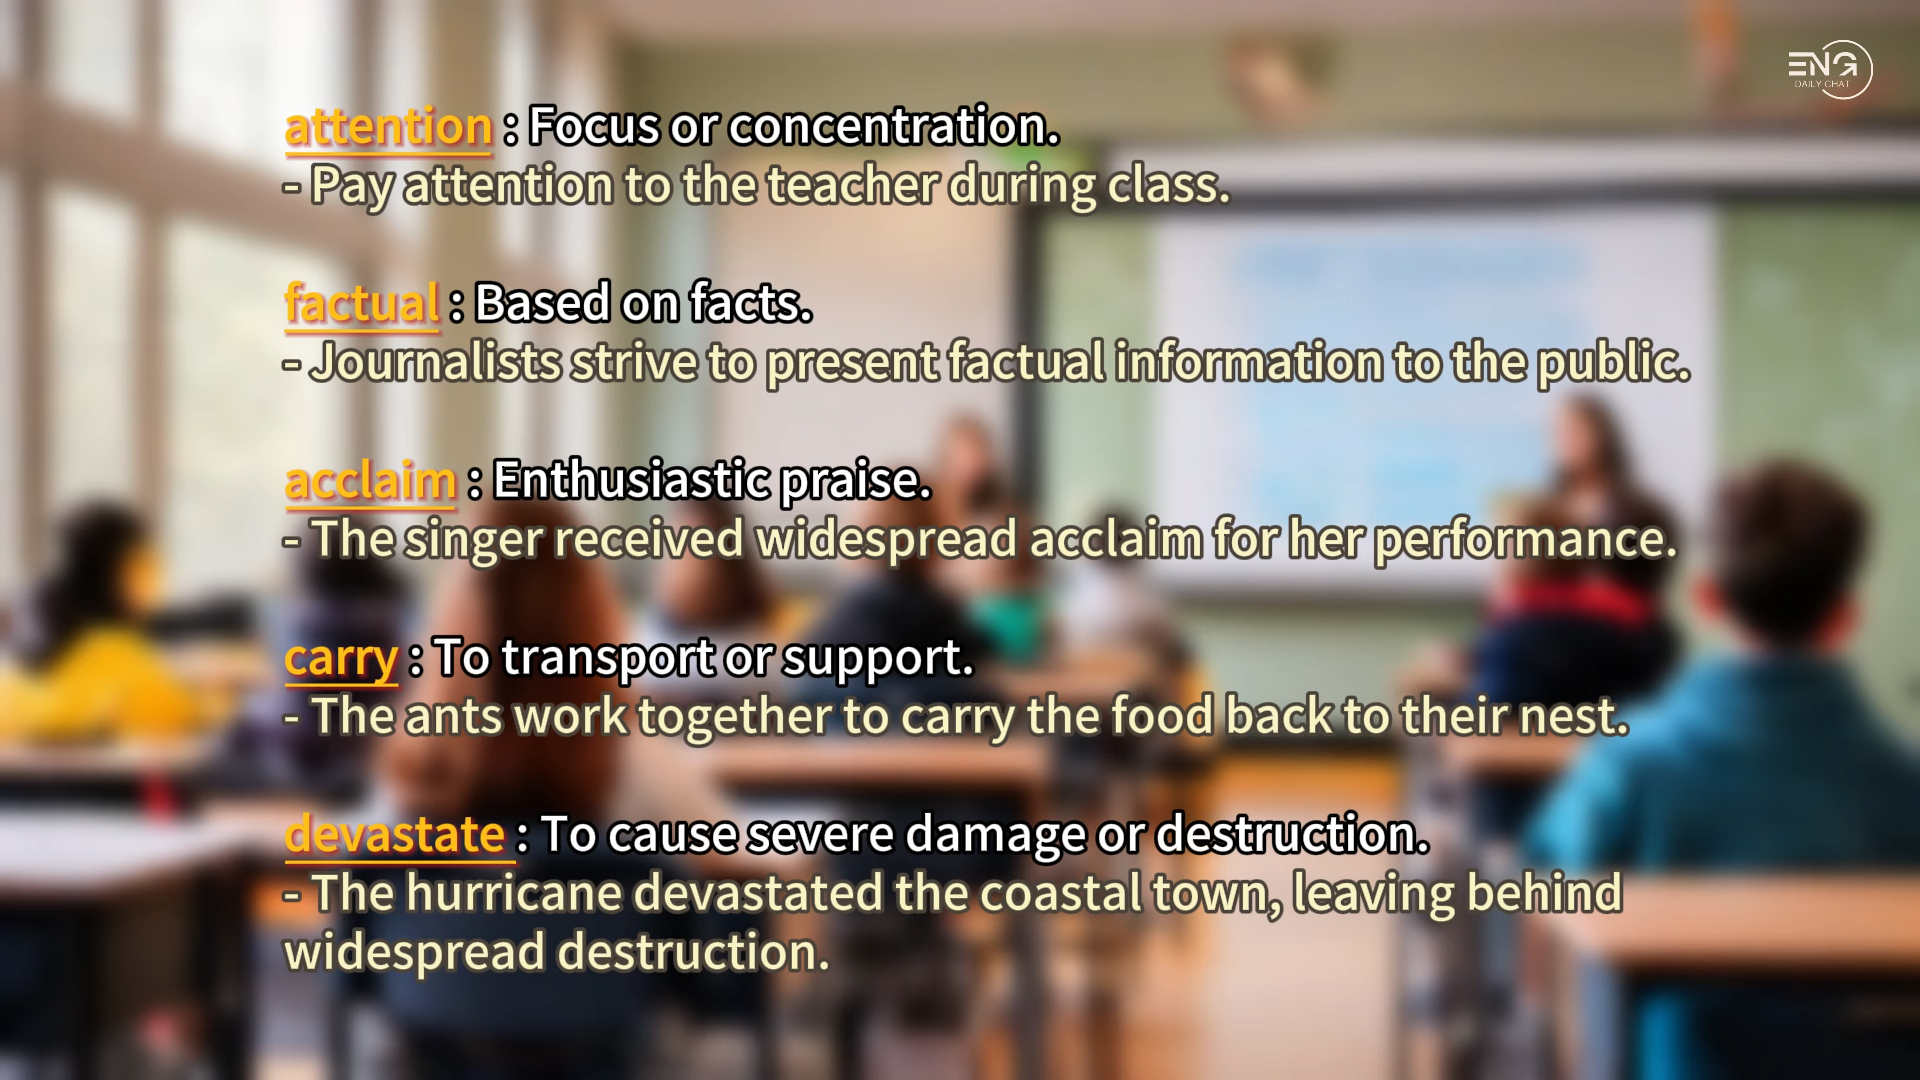 ENG
DAILY CHAT
attention : Focus or concentration.
- Pay attention to the teacher during class.
factual : Based on facts.
- Journalists strive to present factual information to the public.
acclaim : Enthusiastic praise.
- The singer received widespread acclaim for her performance.
carry : To transport or support.
- The ants work together to carry the food back to their nest.
devastate : To cause severe damage or destruction.
- The hurricane devastated the coastal town, leaving behind
widespread destruction.